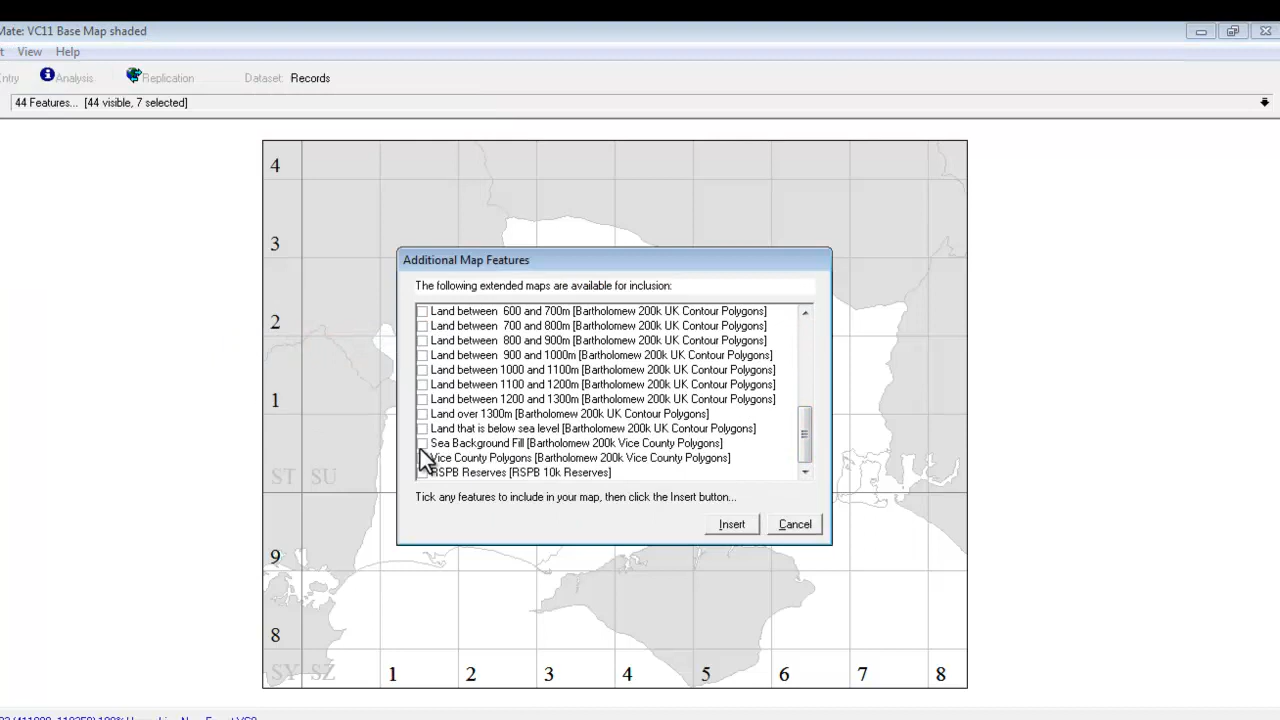 Mate: VC11 Base Map shaded
t View Help
ntry Analysis Replication Dataset: Records
44 Features... [44 visible, 7 selected]
4
3
Additional Map Features
The following extended maps are available for inclusion:
Land between 600 and 700m [Bartholomew 200k UK Contour Polygons]
2
Land between 700 and 800m [Bartholomew 200k UK Contour Polygons]
Land between 800 and 900m [Bartholomew 200k UK Contour Polygons]
Land between 900 and 1000m [Bartholomew 200k UK Contour Polygons]
Land between 1000 and 1100m [Bartholomew 200k UK Contour Polygons]
Land between 1100 and 1200m [Bartholomew 200k UK Contour Polygons]
1
Land between 1200 and 1300m [Bartholomew 200k UK Contour Polygons]
Land over 1300m [Bartholomew 200k UK Contour Polygons]
Land that is below sea level [Bartholomew 200k UK Contour Polygons]
Sea Background Fill [Bartholomew 200k Vice County Polygons]
Vice County Polygons [Bartholomew 200k Vice County Polygons]
RSPB Reserves [RSPB 10k Reserves]
ST SU
Tick any features to include in your map, then click the Insert button...
Insert Cancel
9
8
SY SZ 1 2 3 4 5 6 7 8